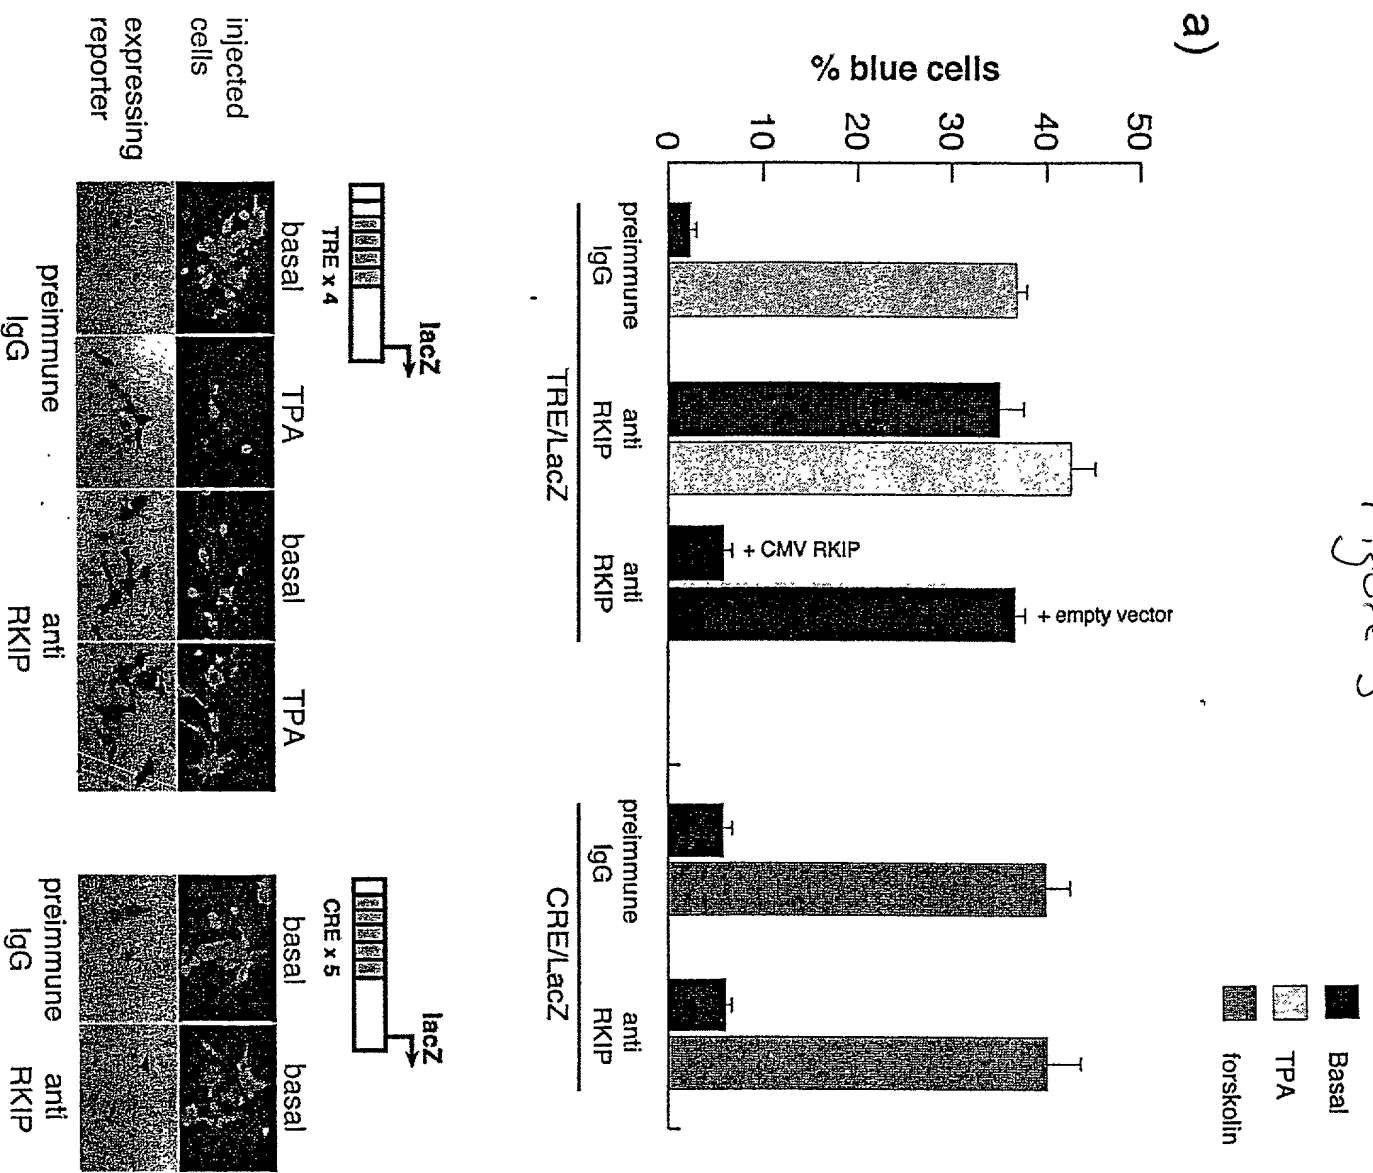 a)
% blue cells
50
40
30
20
10
0
Basal
TPA
forskolin
+ CMV RKIP
+ empty vector
preimmune
IgG
anti
RKIP
anti
RKIP
preimmune
IgG
anti
RKIP
TRE/LacZ
CRE/LacZ
lacZ
TRE x 4
lacZ
CRE x 5
basal
TPA
basal
TPA
basal
basal
injected
cells
expressing
reporter
preimmune
IgG
anti
RKIP
preimmune
IgG
anti
RKIP